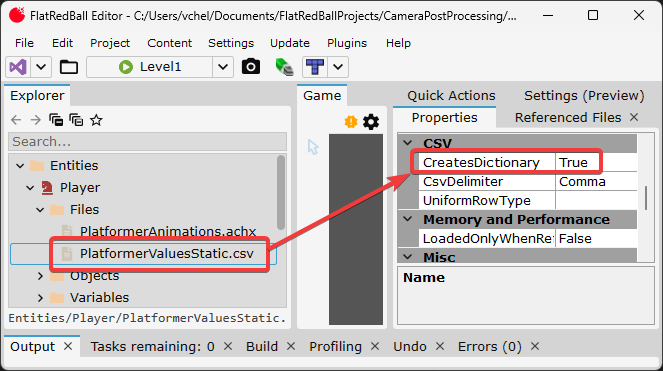 FlatRedBall Editor - C:/Users/vchel/Documents/FlatRedBallProjects/CameraPostProcessing/...
File Edit Project Content Settings Update Plugins Help
Level1
Explorer
Search...
Entities
Player
Files
PlatformerAnimations.achx
PlatformerValuesStatic.csv
Objects
Variables
Entities/Player/PlatformerValuesStatic.
Game
Quick Actions Settings (Preview)
Properties Referenced Files
CSV
CreatesDictionary True
CsvDelimiter Comma
UniformRowType
Memory and Performance
LoadedOnlyWhenRe False
Misc
Name
Output Tasks remaining: 0 Build Profiling Undo Errors (0)